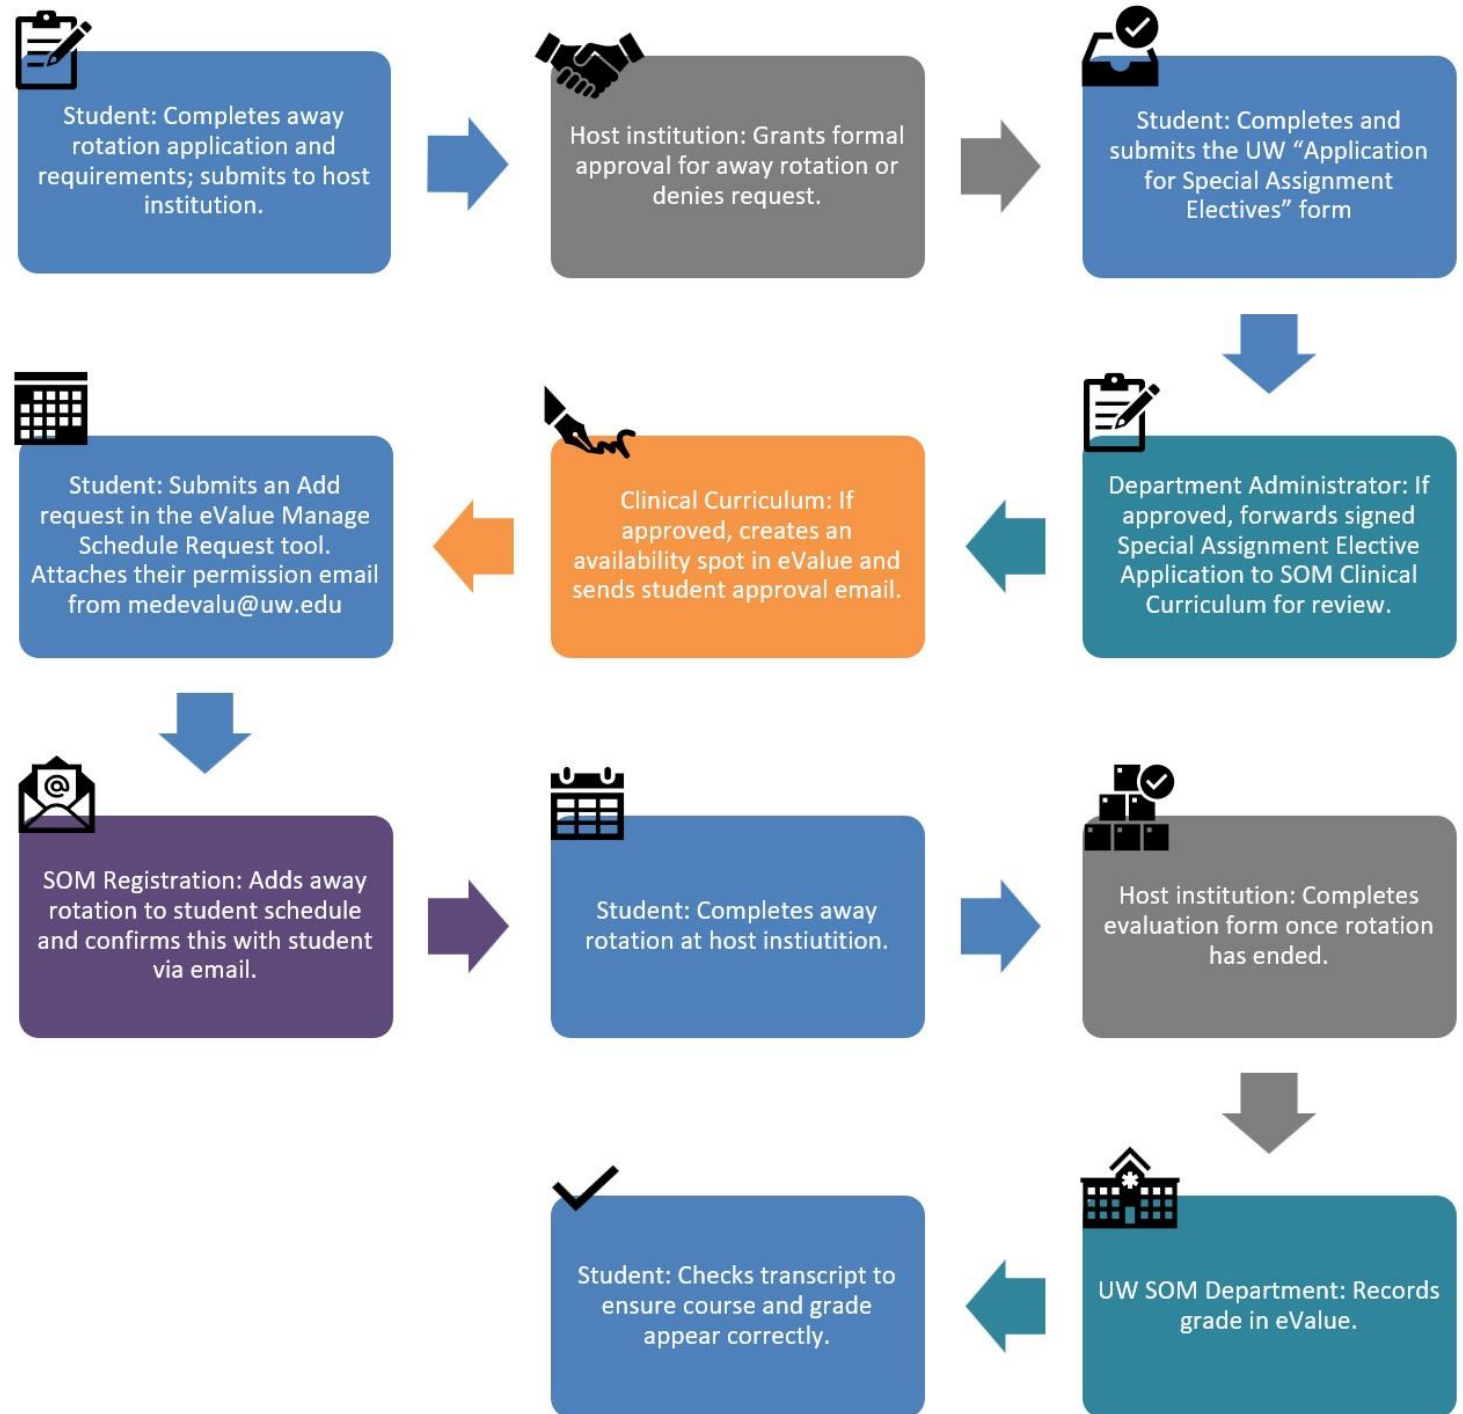 Student: Completes away
rotation application and
requirements; submits to host
institution.
Host institution: Grants formal
approval for away rotation or
denies request.
Student: Completes and
submits the UW “Application
for Special Assignment
Electives” form
Department Administrator: If
approved, forwards signed
Special Assignment Elective
Application to SOM Clinical
Curriculum for review.
Clinical Curriculum: If
approved, creates an
availability spot in eValue and
sends student approval email.
Student: Submits an Add
request in the eValue Manage
Schedule Request tool.
Attaches their permission email
from medevalu@uw.edu
@
SOM Registration: Adds away
rotation to student schedule
and confirms this with student
via email.
Student: Completes away
rotation at host instiutition.
Host institution: Completes
evaluation form once rotation
has ended.
UW SOM Department: Records
grade in eValue.
Student: Checks transcript to
ensure course and grade
appear correctly.